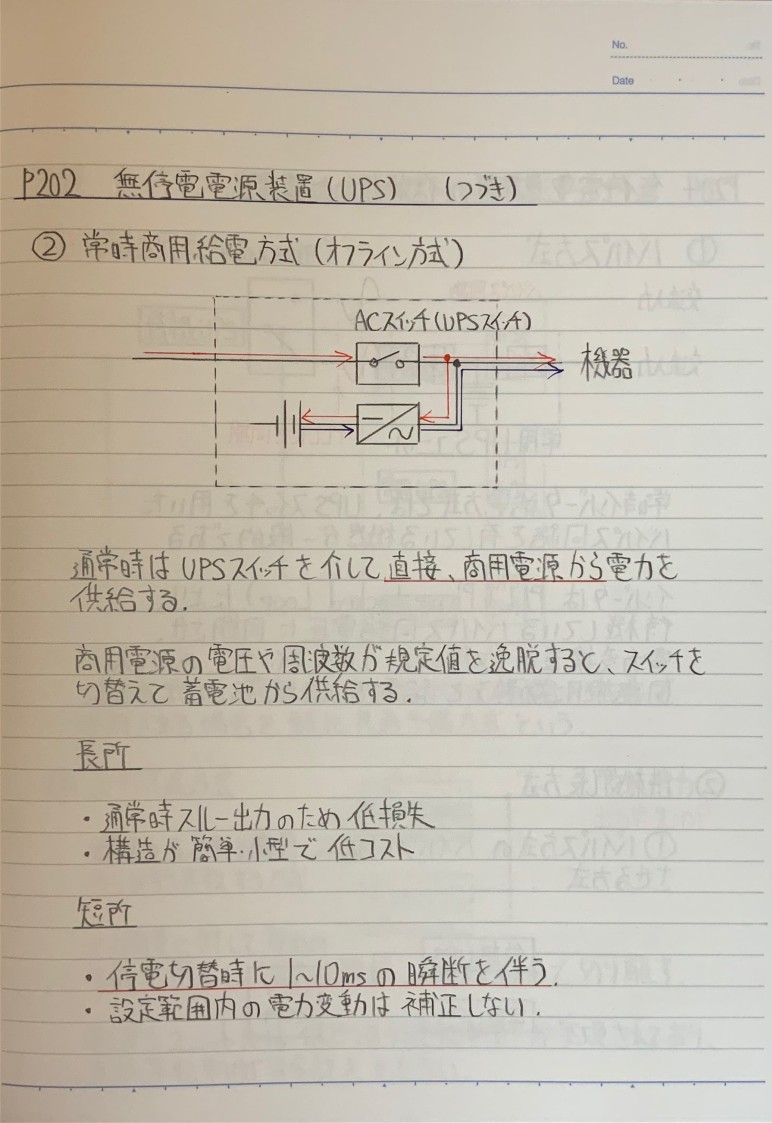 No.
Date
P202 無停電電源装置(UPS) (つづき)
② 常時商用給電方式(オフライン方式)
ACスイッチ(UPSスイッチ)
機器
通常時はUPSスイッチを介して直接、商用電源から電力を
供給する.
商用電源の電圧や周波数が規定値を逸脱すると、スイッチを
切替えて蓄電池から供給する.
長所
・通常時スルー出力のため低損失
・構造が簡単・小型で低コスト
短所
・停電切替時に1~10msの瞬断を伴う.
・設定範囲内の電力変動は補正しない.